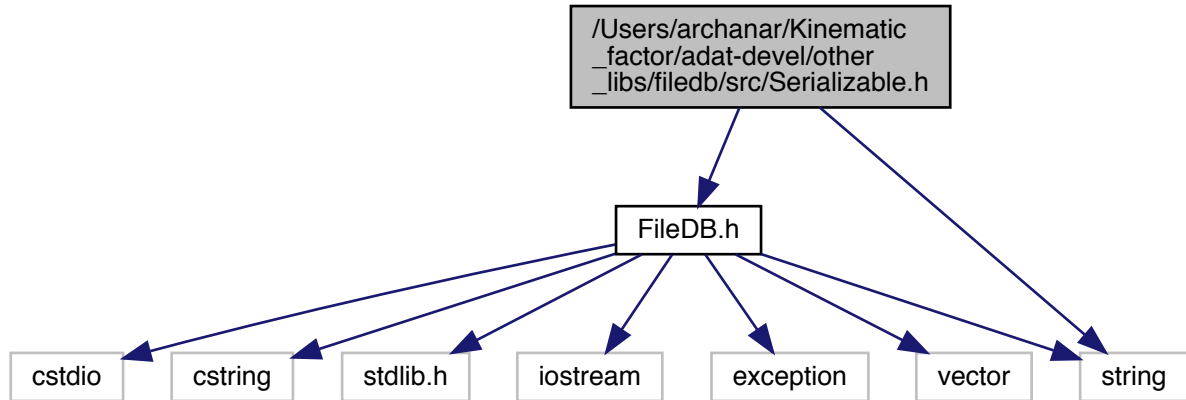 /Users/archanar/Kinematic
_factor/adat-devel/other
_libs/filedb/src/Serializable.h
FileDB.h
cstdio
cstring
stdlib.h
iostream
exception
vector
string